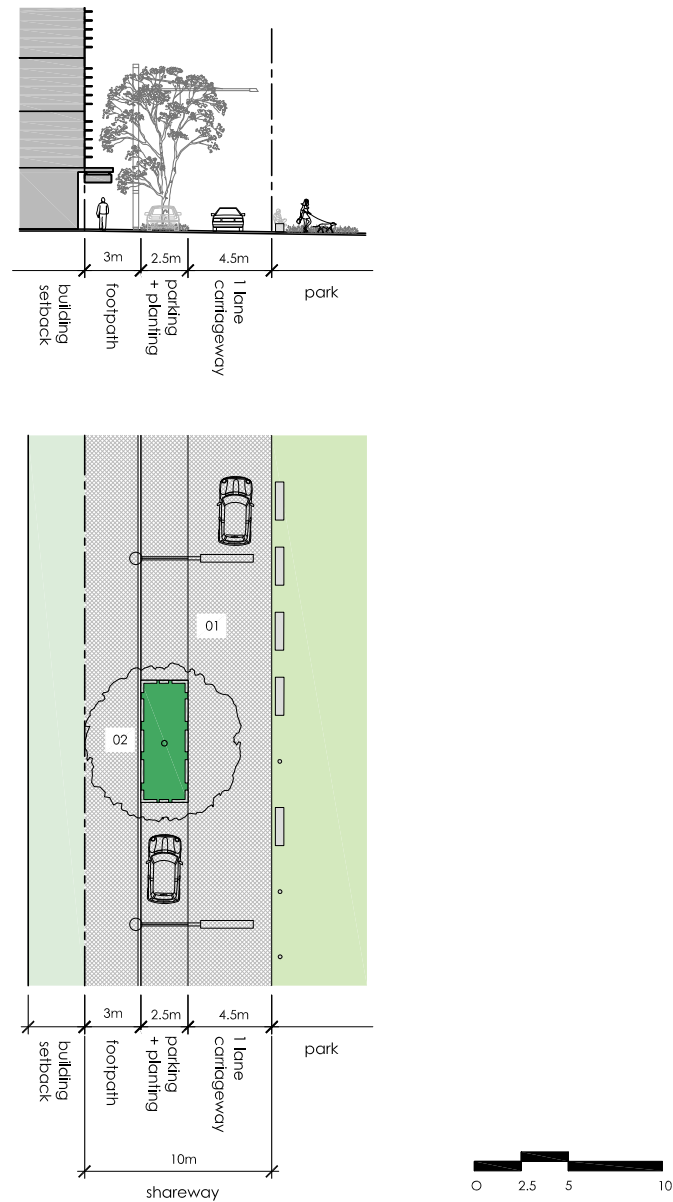 3m
2.5m
4.5m
building
setback
footpath
parking
+ planting
1 lane
carriageway
park
01
02
3m
2.5m
4.5m
building
setback
footpath
parking
+ planting
1 lane
carriageway
park
10m
shareway
O
2.5
5
10